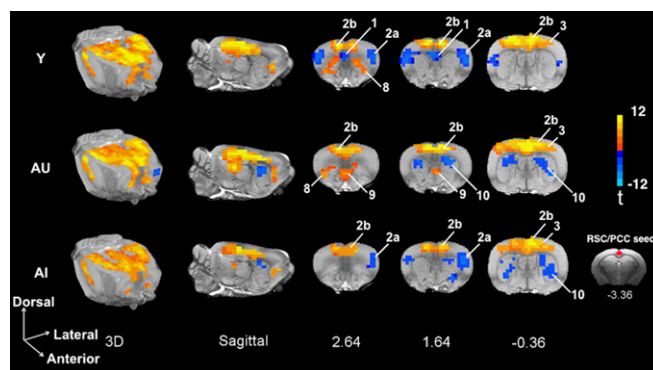 2b 1 2a 2b 1 2a 2b 3
Y
8
12
2b 2b 2b 3
t
-12
AU
8 9 9 10 10
2b 2a 2b 2a 2b 3
RSC/PCC seed
AI
10
-3.36
Dorsal
Lateral
Anterior
3D Sagittal 2.64 1.64 -0.36